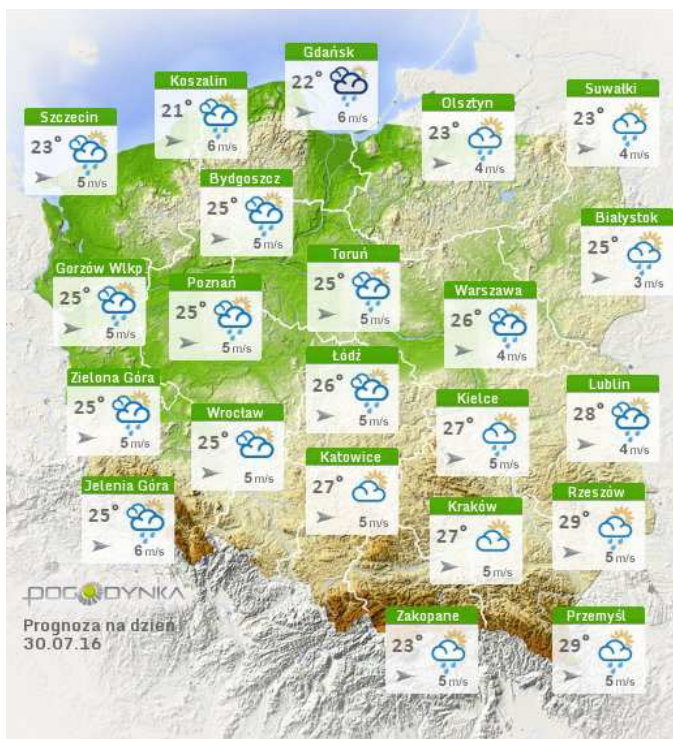 Gdańsk
22°
6 m/s
Koszalin
21°
6 m/s
Suwałki
23°
4 m/s
Olsztyn
23°
4 m/s
Szczecin
23°
5 m/s
Bydgoszcz
25°
5 m/s
Białystok
25°
3 m/s
Toruń
25°
5 m/s
Gorzów Wlkp
25°
5 m/s
Poznań
25°
5 m/s
Warszawa
26°
4 m/s
Łódź
26°
5 m/s
Zielona Góra
25°
5 m/s
Lublin
28°
4 m/s
Kielce
27°
5 m/s
Wrocław
25°
5 m/s
Katowice
27°
5 m/s
Jelenia Góra
25°
6 m/s
Rzeszów
29°
5 m/s
Kraków
27°
5 m/s
POGODYNKA
Prognoza na dzień
30.07.16
Zakopane
23°
5 m/s
Przemyśl
29°
5 m/s